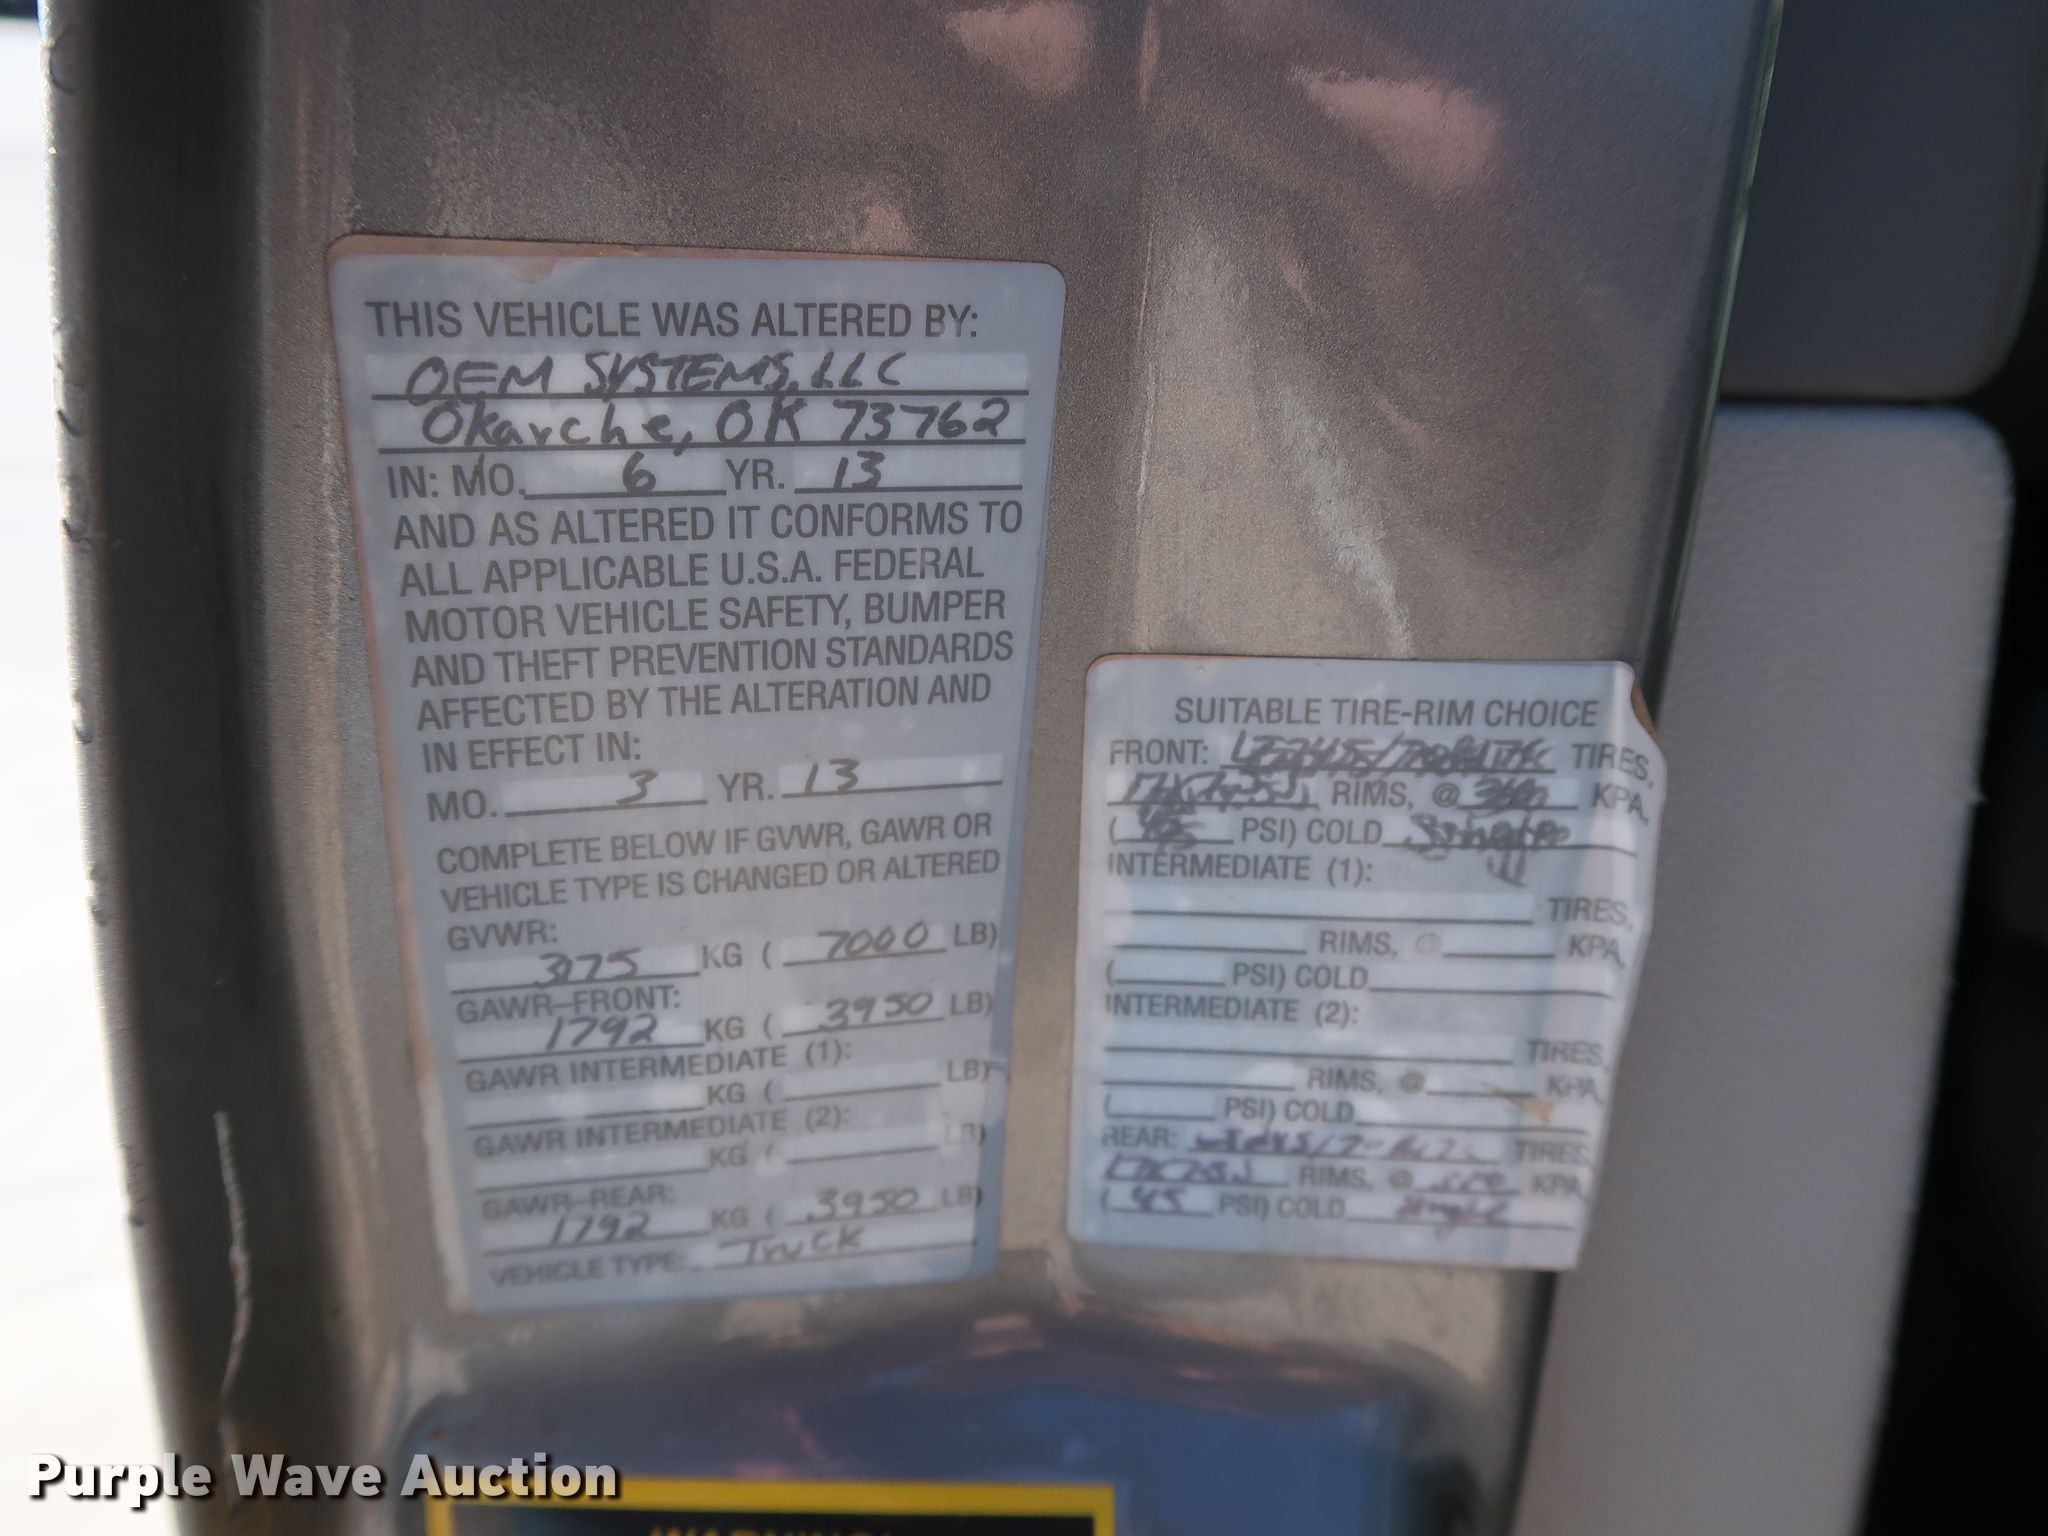 THIS VEHICLE WAS ALTERED BY:
OEM SYSTEMS, LLC
Okarche, OK 73762
IN: MO. 6 YR. 13
AND AS ALTERED IT CONFORMS TO
ALL APPLICABLE U.S.A. FEDERAL
MOTOR VEHICLE SAFETY, BUMPER
AND THEFT PREVENTION STANDARDS
AFFECTED BY THE ALTERATION AND
IN EFFECT IN:
MO. 3 YR. 13
COMPLETE BELOW IF GVWR, GAWR OR
VEHICLE TYPE IS CHANGED OR ALTERED
GVWR:
3175 KG ( 7000 LB)
GAWR-FRONT:
1792 KG ( 3950 LB)
GAWR INTERMEDIATE (1):
KG ( LB)
GAWR INTERMEDIATE (2):
KG ( LB)
GAWR-REAR:
1792 KG ( 3950 LB)
VEHICLE TYPE: Truck
SUITABLE TIRE-RIM CHOICE
FRONT: TIRES,
RIMS, @ KPA,
( PSI) COLD
INTERMEDIATE (1):
TIRES,
RIMS, @ KPA,
( PSI) COLD
INTERMEDIATE (2):
TIRES,
RIMS, @ KPA,
( PSI) COLD
REAR: TIRES,
RIMS, @ KPA,
( 45 PSI) COLD
Purple Wave Auction